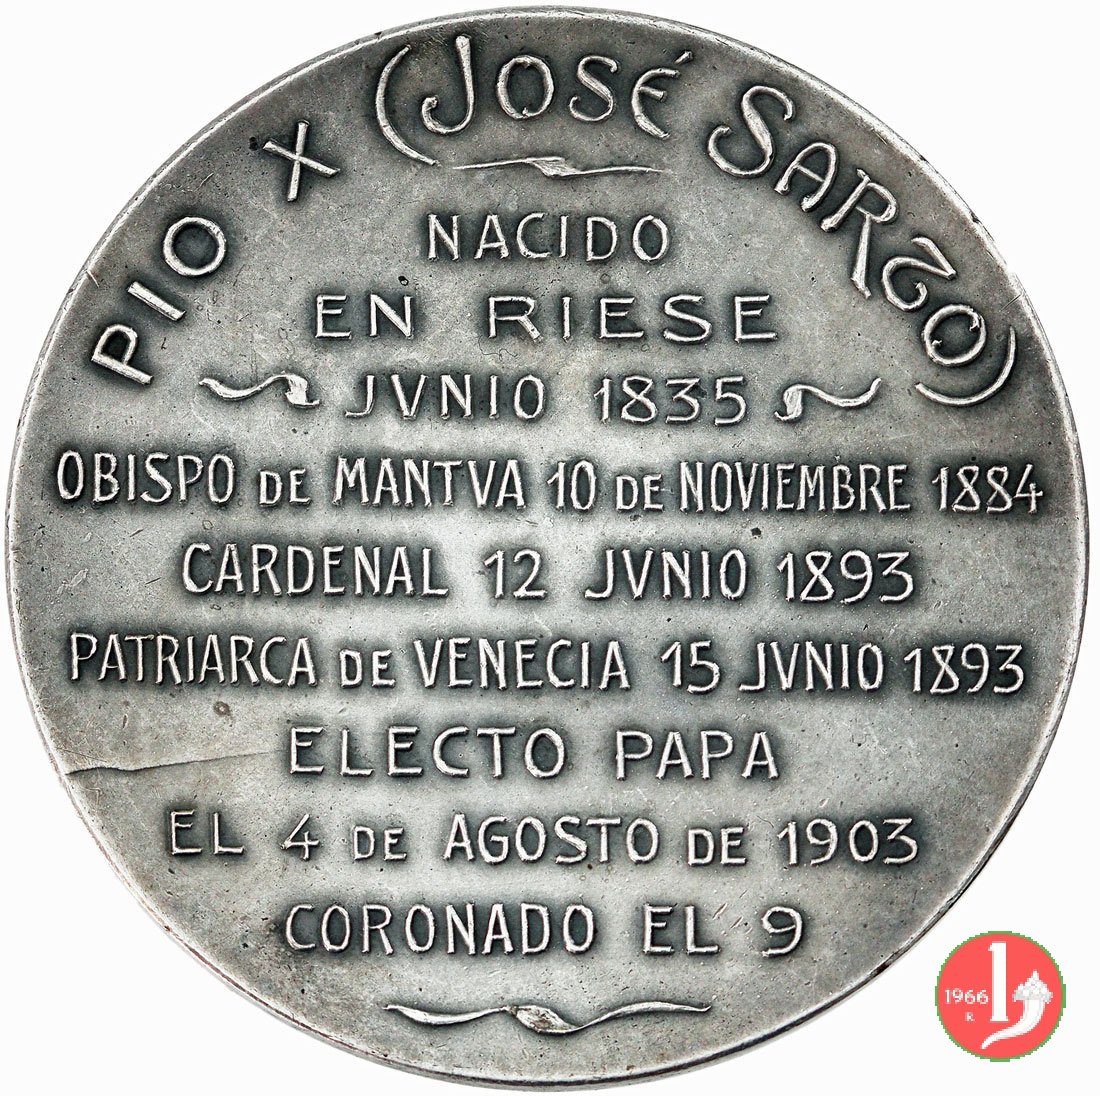 PIO X (JOSÉ SARTO)
NACIDO
EN RIESE
JVNIO 1835
OBISPO DE MANTVA 10 DE NOVIEMBRE 1884
CARDENAL 12 JVNIO 1893
PATRIARCA DE VENECIA 15 JVNIO 1893
ELECTO PAPA
EL 4 DE AGOSTO DE 1903
CORONADO EL 9
1966
R